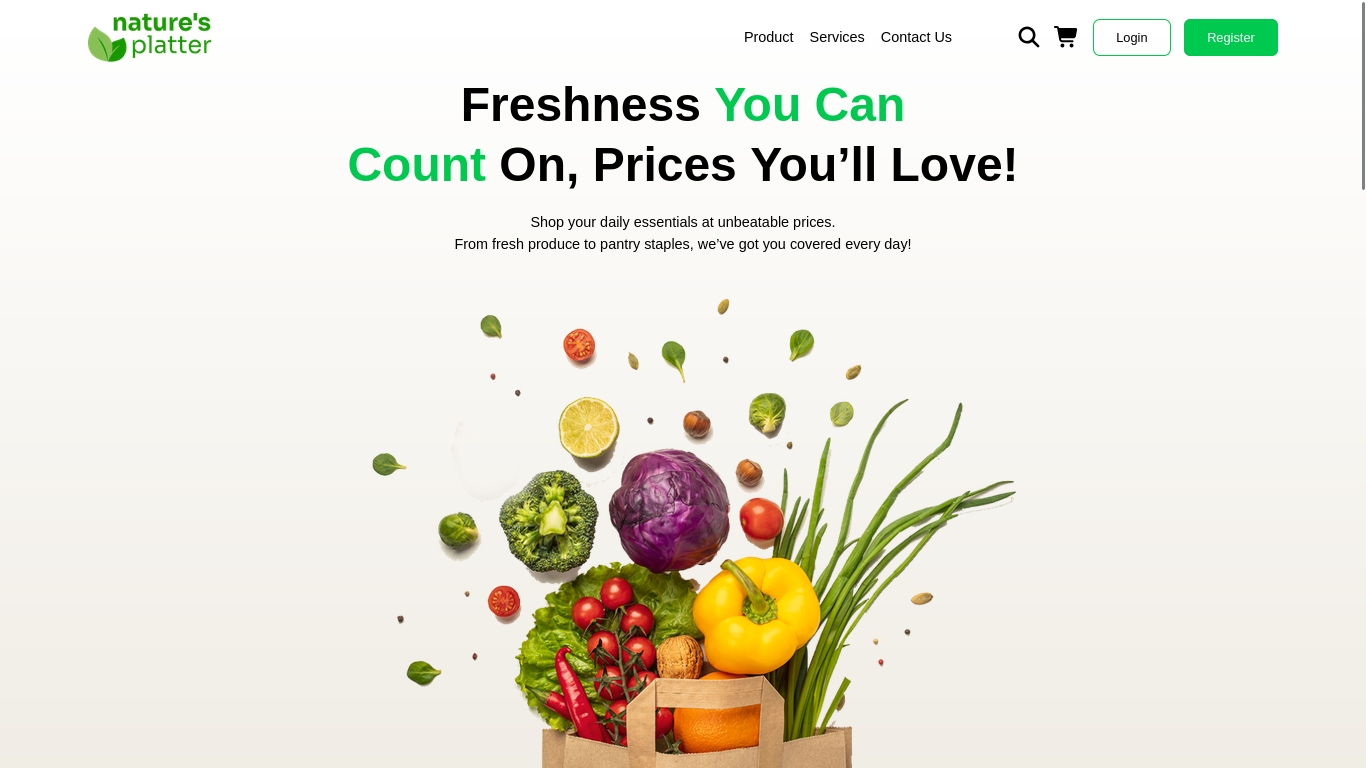 nature's
platter
Product
Services
Contact Us
Login
Register
Freshness You Can
Count On, Prices You’ll Love!
Shop your daily essentials at unbeatable prices.
From fresh produce to pantry staples, we’ve got you covered every day!